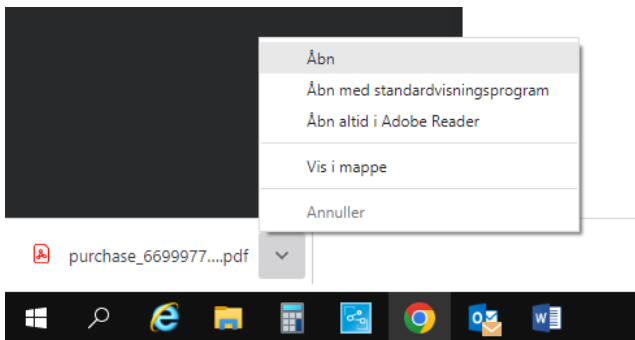 Åbn
Åbn med standardvisningsprogram
Åbn altid i Adobe Reader
Vis i mappe
Annuller
purchase_6699977....pdf